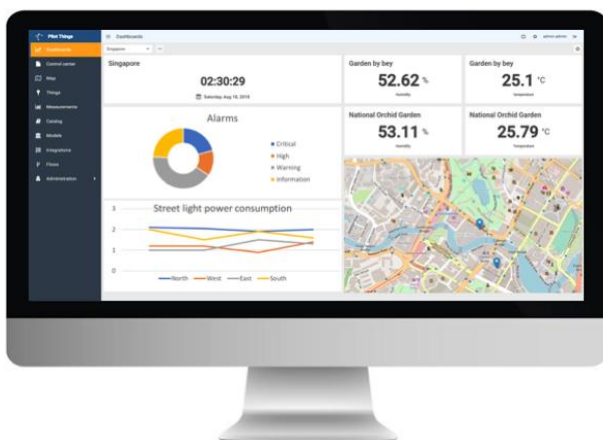 Pilot Things
Dashboards
admin admin
Dashboards
Control center
Map
Things
Measurements
Catalog
Models
Integrations
Flows
Administration
Singapore
Singapore
02:30:29
Saturday, Aug 18, 2018
Garden by bey
52.62 %
Humidity
Garden by bey
25.1 °C
Temperature
National Orchid Garden
53.11 %
Humidity
National Orchid Garden
25.79 °C
Temperature
Alarms
Critical
High
Warning
Information
Street light power consumption
3
2
1
0
North West East South